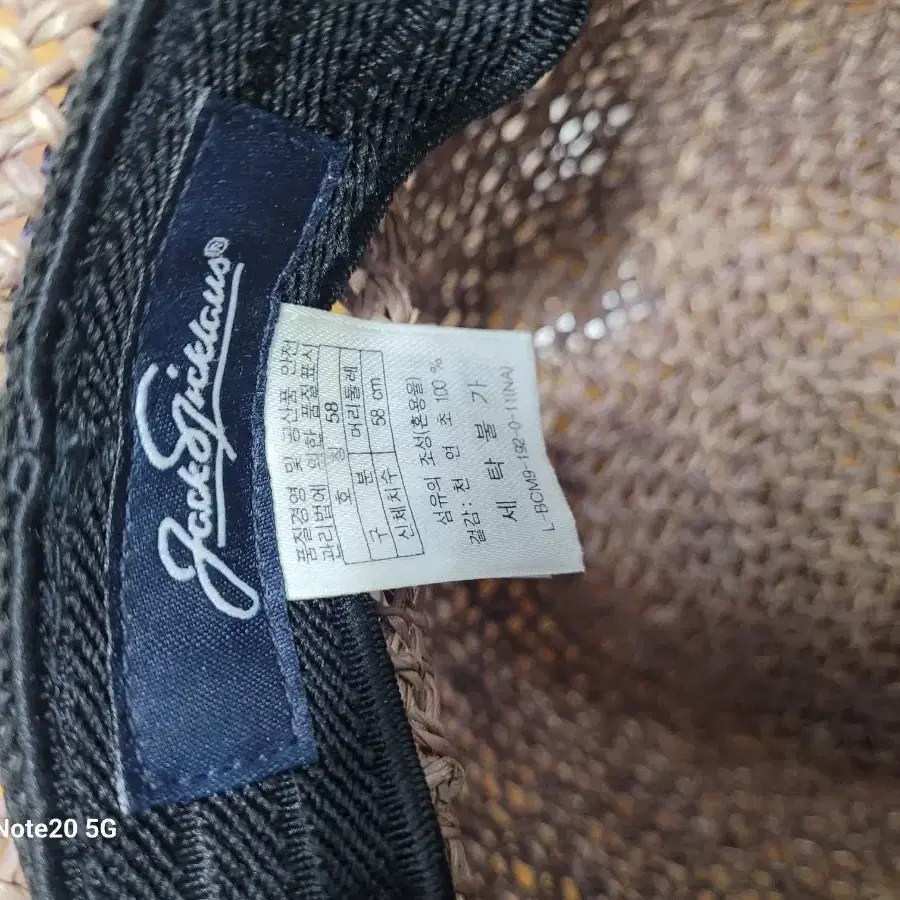 Jack Nicklaus®
품질경영 및 공산품 안전
관리법에 의한 품질 표시
호 칭 58
구 분 머리둘레
신체치수 58 cm
섬유의 조성(혼용율)
겉감: 천 연 초 100 %
세 탁 불 가
L-BCM9-192-0-11(NA)
Note20 5G